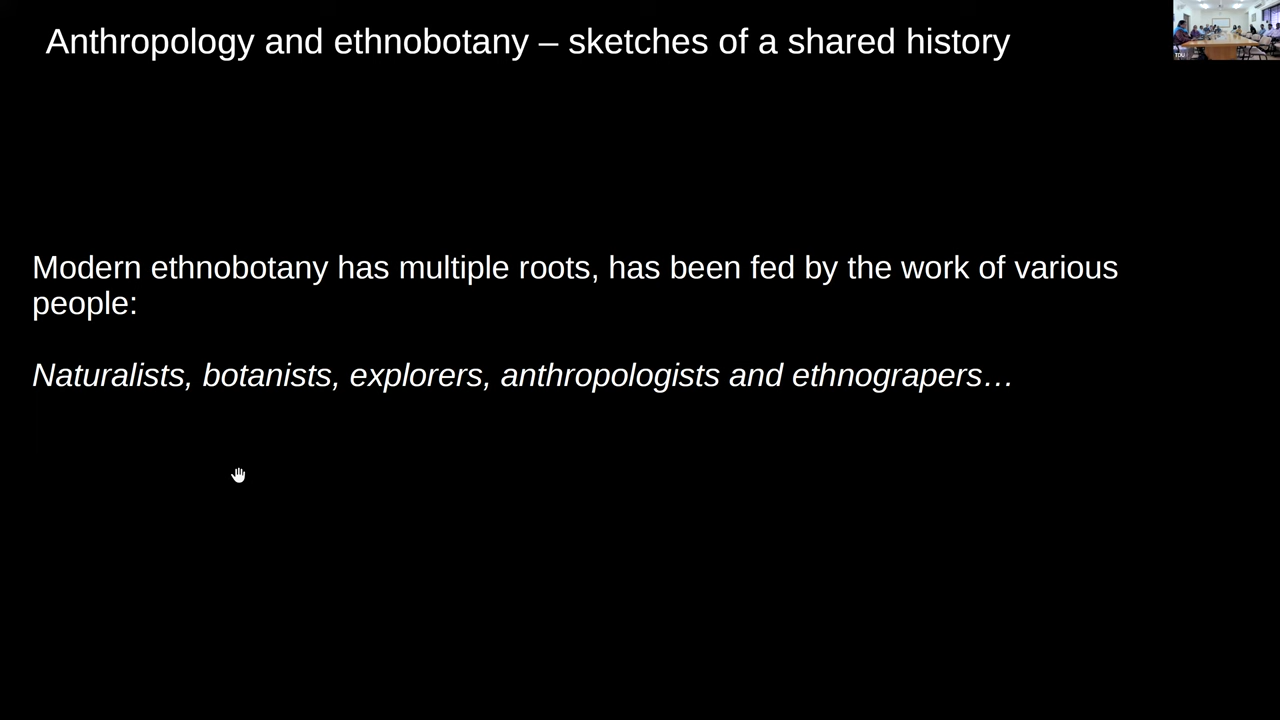 Anthropology and ethnobotany – sketches of a shared history
TDU
Modern ethnobotany has multiple roots, has been fed by the work of various
people:
Naturalists, botanists, explorers, anthropologists and ethnograpers…